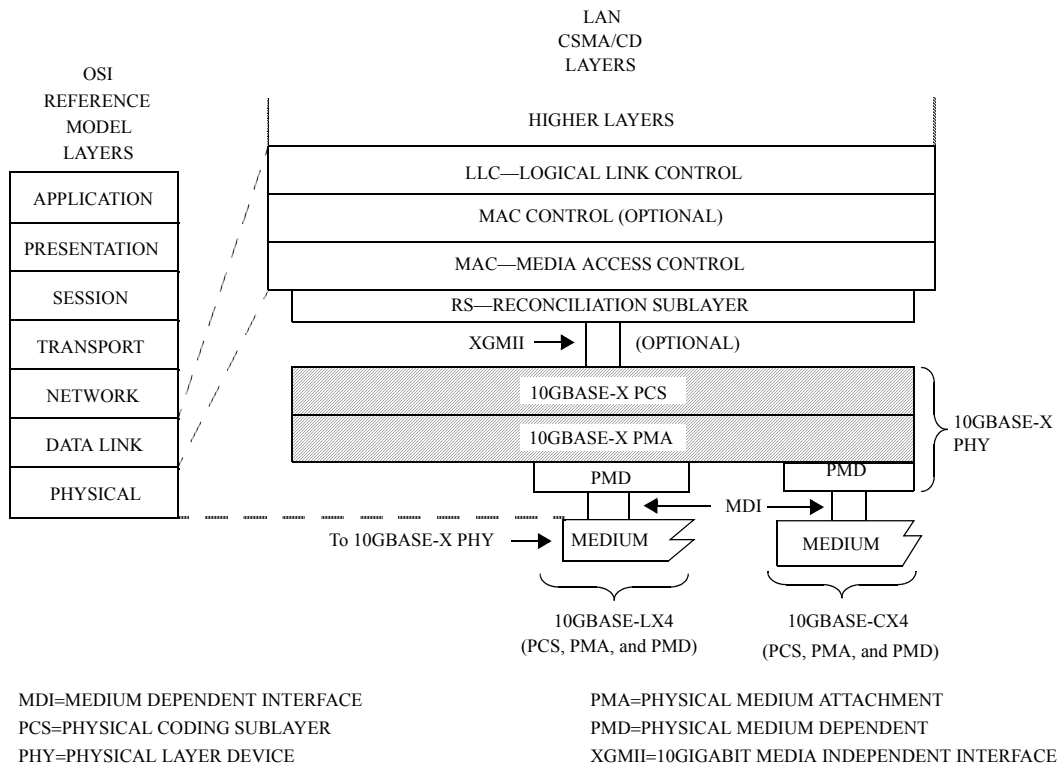 LAN
CSMA/CD
LAYERS
OSI
REFERENCE
MODEL
LAYERS
APPLICATION
PRESENTATION
SESSION
TRANSPORT
NETWORK
DATA LINK
PHYSICAL
HIGHER LAYERS
LLC—LOGICAL LINK CONTROL
MAC CONTROL (OPTIONAL)
MAC—MEDIA ACCESS CONTROL
RS—RECONCILIATION SUBLAYER
XGMII
(OPTIONAL)
10GBASE-X PCS
10GBASE-X PMA
10GBASE-X
PHY
PMD
PMD
MDI
To 10GBASE-X PHY
MEDIUM
MEDIUM
10GBASE-LX4
(PCS, PMA, and PMD)
10GBASE-CX4
(PCS, PMA, and PMD)
MDI=MEDIUM DEPENDENT INTERFACE
PCS=PHYSICAL CODING SUBLAYER
PHY=PHYSICAL LAYER DEVICE
PMA=PHYSICAL MEDIUM ATTACHMENT
PMD=PHYSICAL MEDIUM DEPENDENT
XGMII=10GIGABIT MEDIA INDEPENDENT INTERFACE